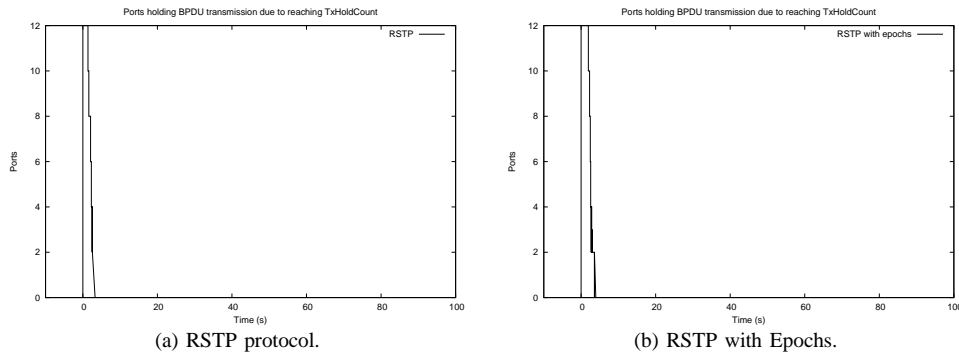 Ports holding BPDU transmission due to reaching TxHoldCount
RSTP
Ports
12
10
8
6
4
2
0
0 20 40 60 80 100
Time (s)
(a) RSTP protocol.
Ports holding BPDU transmission due to reaching TxHoldCount
RSTP with epochs
Ports
12
10
8
6
4
2
0
0 20 40 60 80 100
Time (s)
(b) RSTP with Epochs.